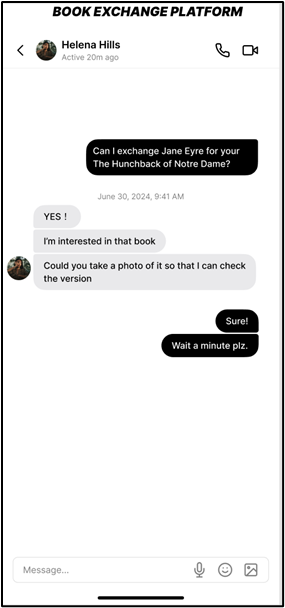 BOOK EXCHANGE PLATFORM
Helena Hills
Active 20m ago
Can I exchange Jane Eyre for your
The Hunchback of Notre Dame?
June 30, 2024, 9:41 AM
YES !
I'm interested in that book
Could you take a photo of it so that I can check
the version
Sure!
Wait a minute plz.
Message...